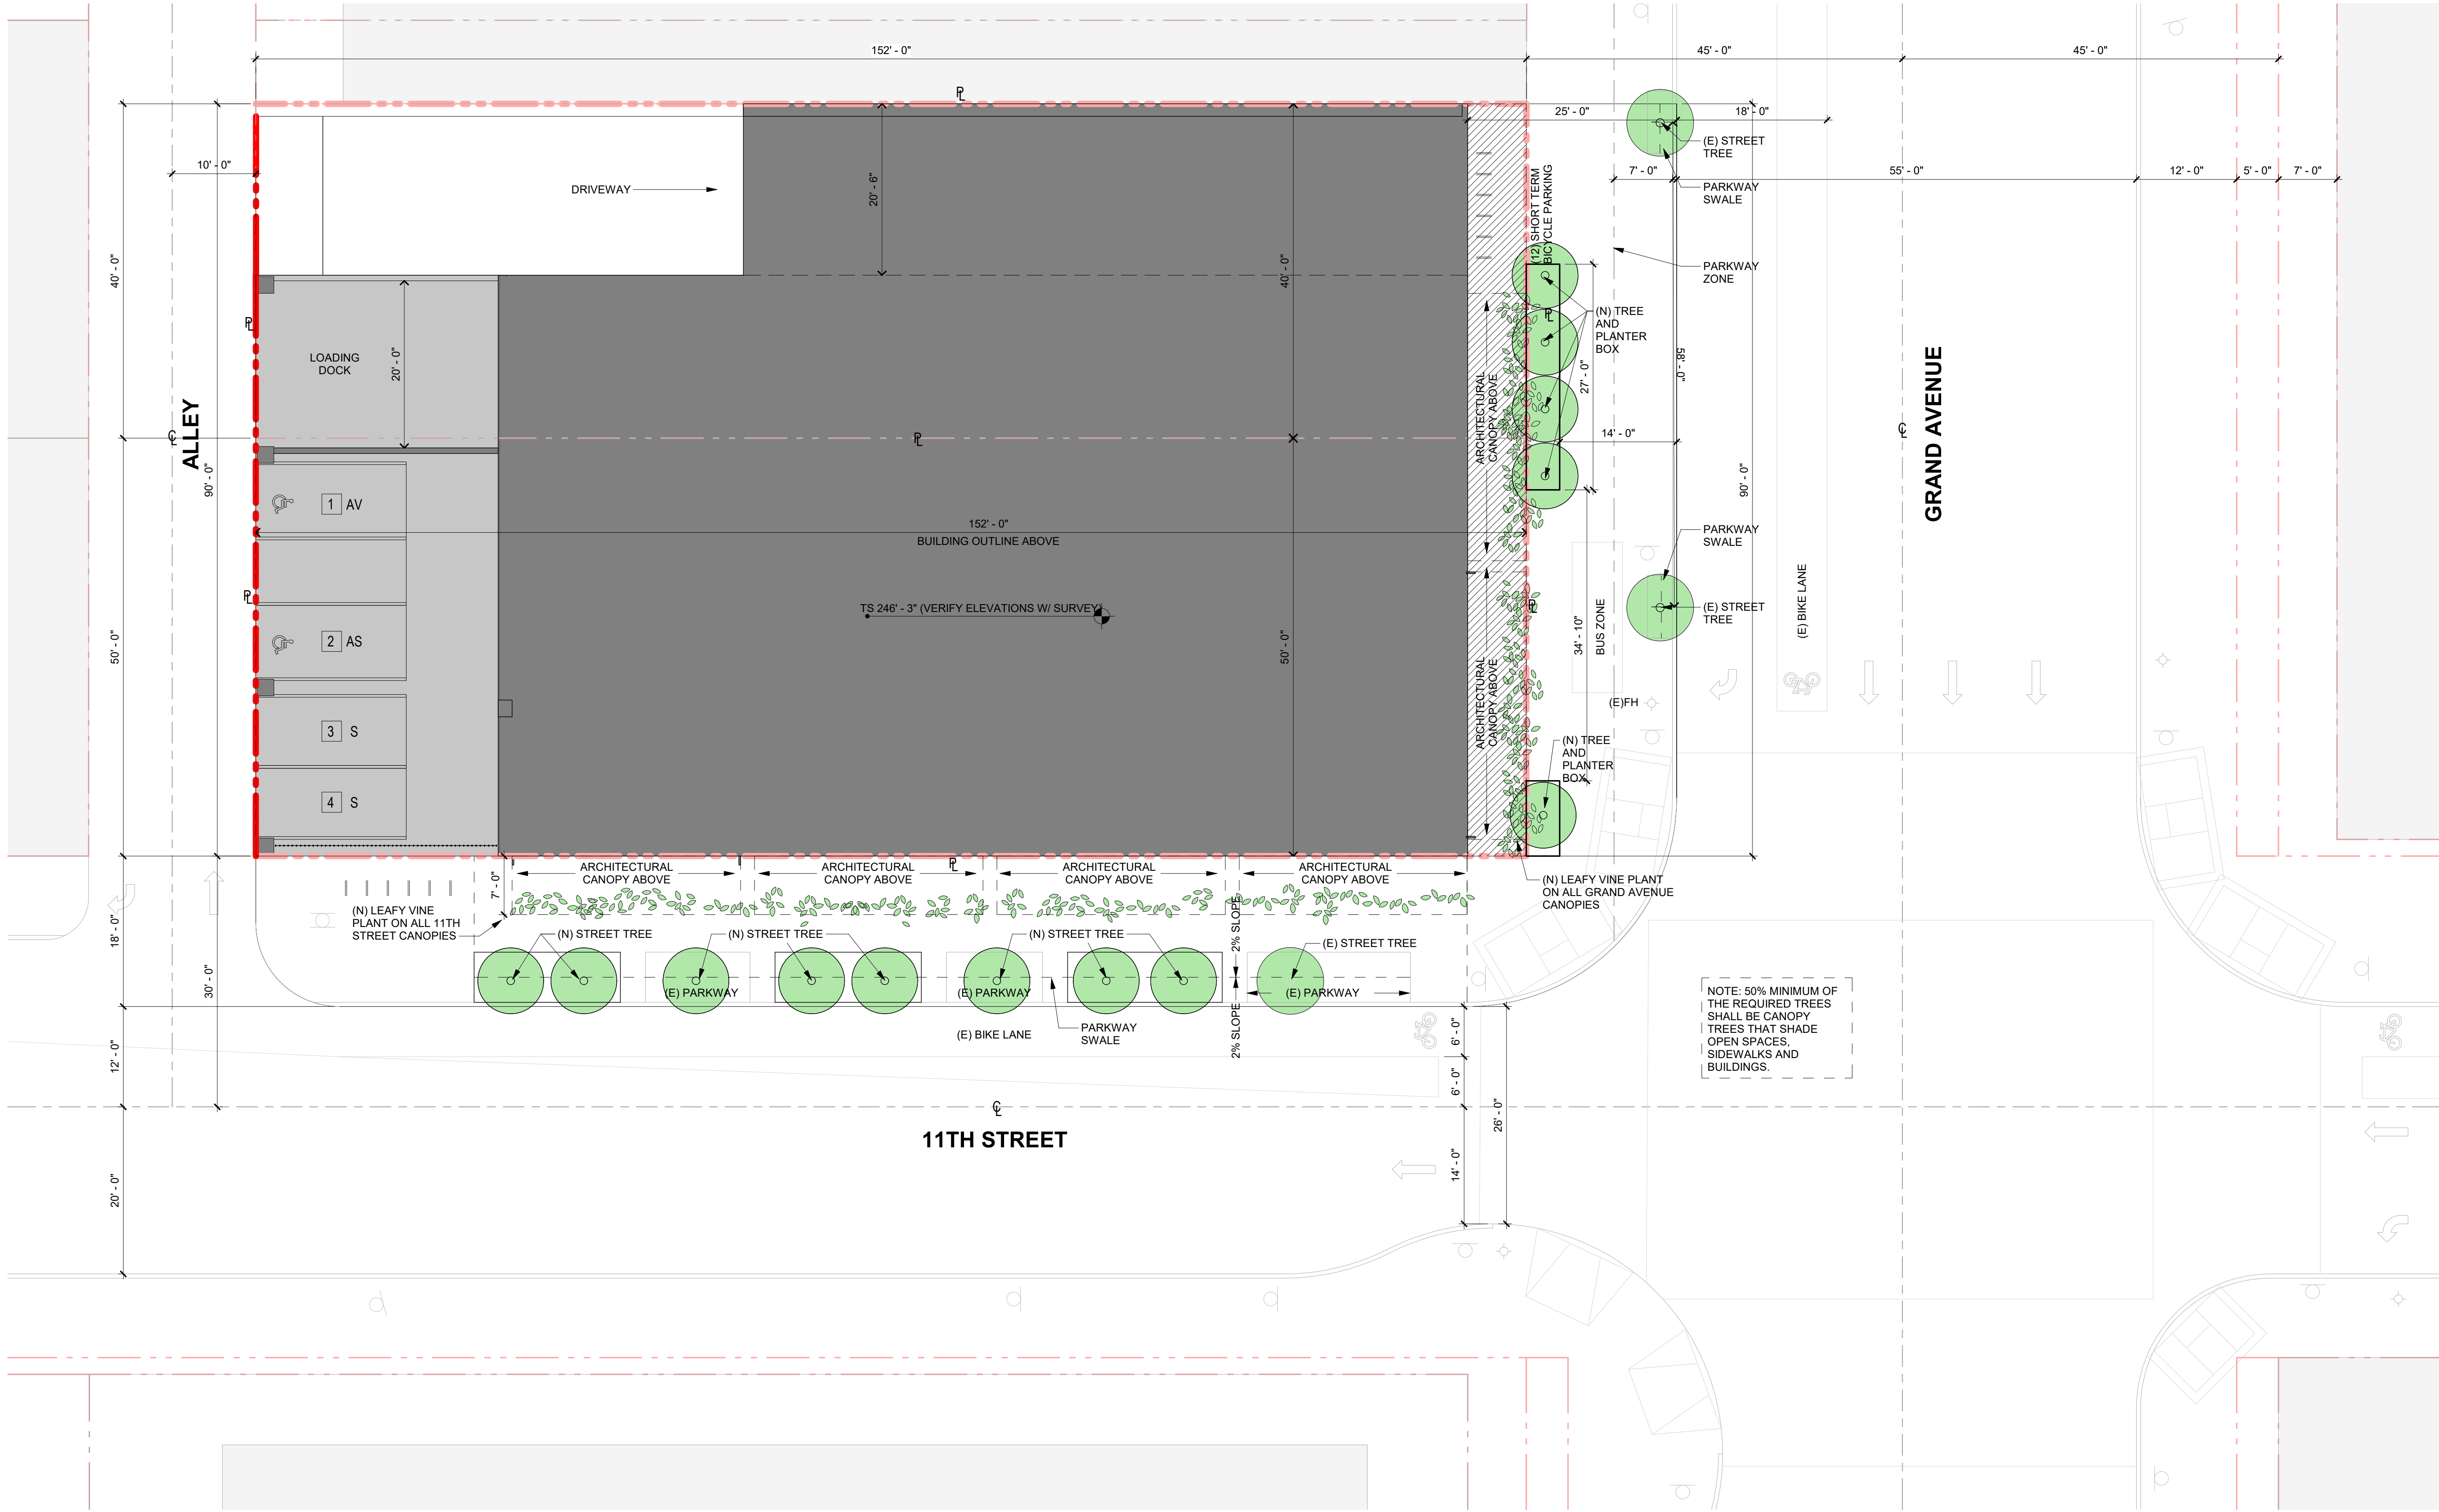 152' - 0"
45' - 0"
45' - 0"
PL
25' - 0"
18' - 0"
(E) STREET
TREE
10' - 0"
DRIVEWAY
20' - 6"
7' - 0"
55' - 0"
12' - 0"
5' - 0"
7' - 0"
PARKWAY
SWALE
(12) SHORT TERM
BICYCLE PARKING
40' - 0"
40' - 0"
PARKWAY
ZONE
PL
LOADING
DOCK
20' - 0"
(N) TREE
AND
PLANTER
BOX
PL
27' - 0"
58' - 0"
ARCHITECTURAL
CANOPY ABOVE
GRAND AVENUE
ALLEY
CL
PL
14' - 0"
CL
90' - 0"
90' - 0"
1 AV
152' - 0"
BUILDING OUTLINE ABOVE
PARKWAY
SWALE
PL
TS 246' - 3" (VERIFY ELEVATIONS W/ SURVEY)
PL
(E) STREET
TREE
(E) BIKE LANE
50' - 0"
50' - 0"
34' - 10"
BUS ZONE
2 AS
ARCHITECTURAL
CANOPY ABOVE
(E)FH
3 S
(N) TREE
AND
PLANTER
BOX
4 S
ARCHITECTURAL
CANOPY ABOVE
ARCHITECTURAL
CANOPY ABOVE
PL
ARCHITECTURAL
CANOPY ABOVE
ARCHITECTURAL
CANOPY ABOVE
7' - 0"
(N) LEAFY VINE PLANT
ON ALL GRAND AVENUE
CANOPIES
(N) LEAFY VINE
PLANT ON ALL 11TH
STREET CANOPIES
18' - 0"
30' - 0"
(N) STREET TREE
(N) STREET TREE
(N) STREET TREE
2% SLOPE
(E) STREET TREE
(E) PARKWAY
(E) PARKWAY
(E) PARKWAY
NOTE: 50% MINIMUM OF
THE REQUIRED TREES
SHALL BE CANOPY
TREES THAT SHADE
OPEN SPACES,
SIDEWALKS AND
BUILDINGS.
(E) BIKE LANE
PARKWAY
SWALE
2% SLOPE
12' - 0"
6' - 0"
6' - 0"
CL
26' - 0"
11TH STREET
14' - 0"
20' - 0"